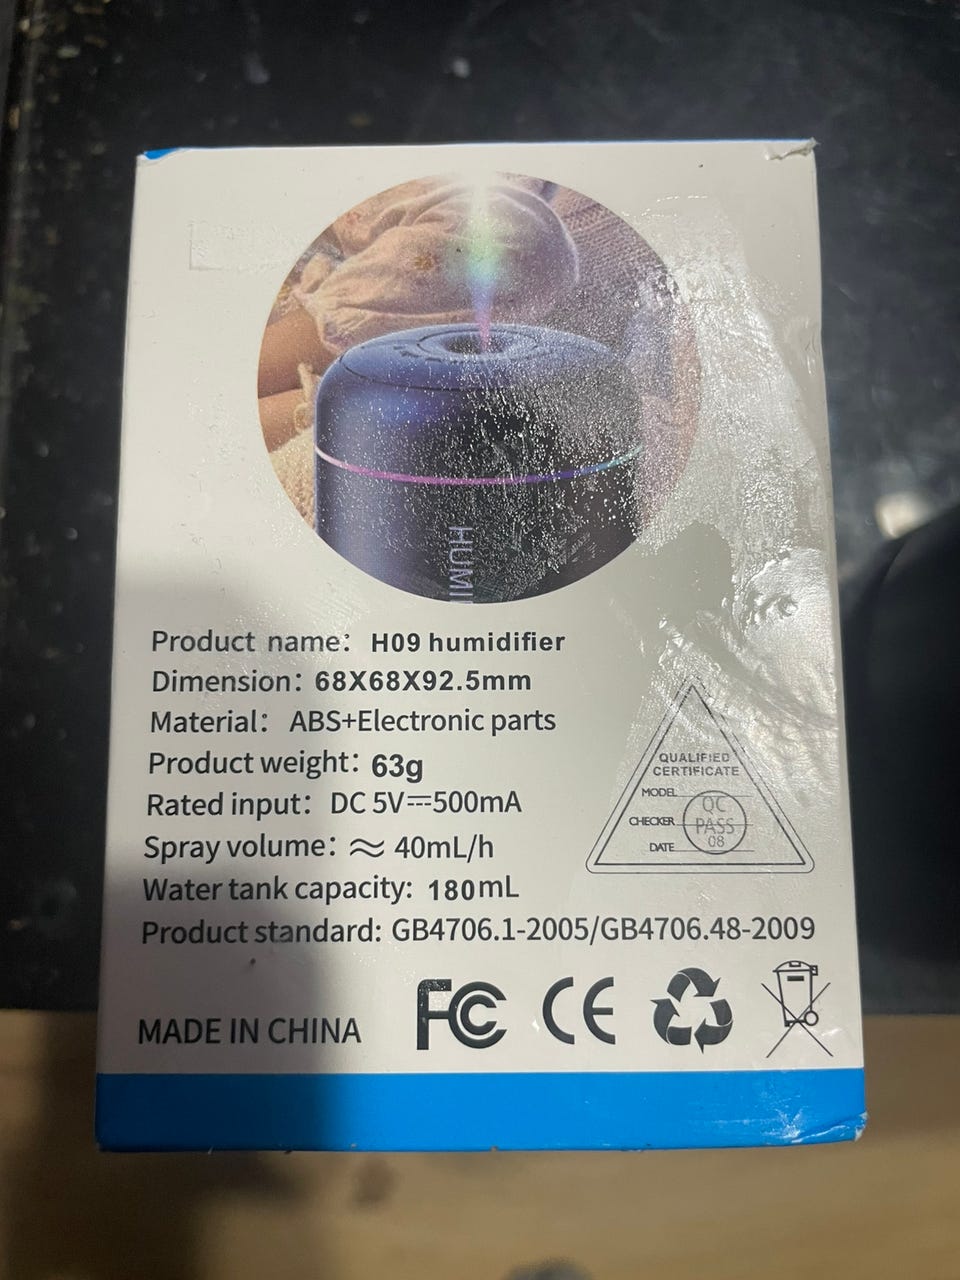 HUMI
Product name: H09 humidifier
Dimension: 68X68X92.5mm
Material: ABS+Electronic parts
Product weight: 63g
Rated input: DC 5V⎓500mA
Spray volume: ≈ 40mL/h
Water tank capacity: 180mL
Product standard: GB4706.1-2005/GB4706.48-2009
QUALIFIED
CERTIFICATE
MODEL
CHECKER
DATE
QC
PASS
08
MADE IN CHINA
FC CE